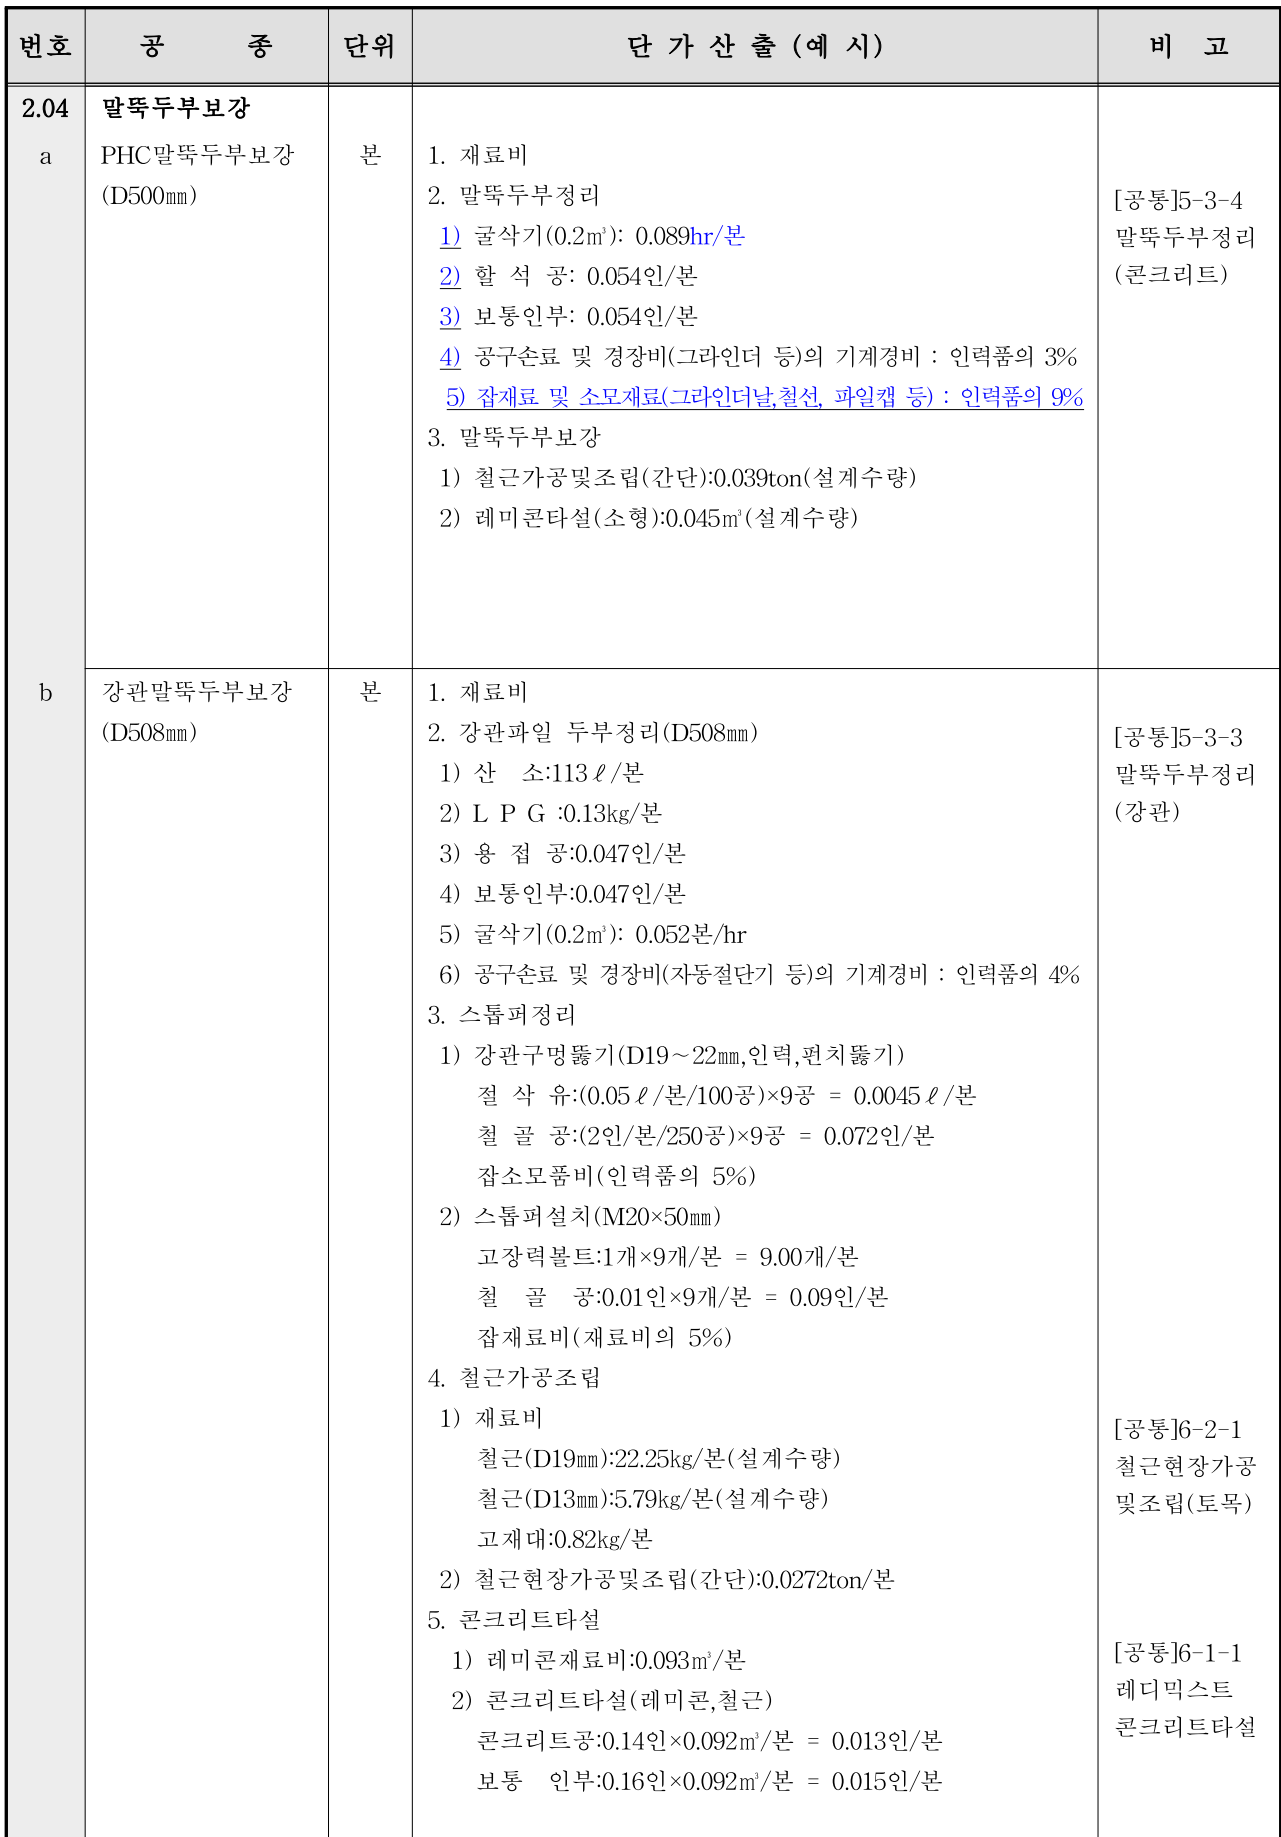 번호 공 종 단위 단 가 산 출 (예 시) 비 고
2.04 말뚝두부보강
a PHC말뚝두부보강 본 1. 재료비
(D500㎜) 2. 말뚝두부정리 [공통]5-3-4
1) 굴삭기(0.2㎥): 0.089hr/본 말뚝두부정리
2) 할 석 공: 0.054인/본 (콘크리트)
3) 보통인부: 0.054인/본
4) 공구손료 및 경장비(그라인더 등)의 기계경비 : 인력품의 3%
5) 잡재료 및 소모재료(그라인더날,철선, 파일캡 등) : 인력품의 9%
3. 말뚝두부보강
1) 철근가공및조립(간단):0.039ton(설계수량)
2) 레미콘타설(소형):0.045㎥(설계수량)
b 강관말뚝두부보강 본 1. 재료비
(D508㎜) 2. 강관파일 두부정리(D508㎜) [공통]5-3-3
1) 산 소:113ℓ/본 말뚝두부정리
2) L P G :0.13kg/본 (강관)
3) 용 접 공:0.047인/본
4) 보통인부:0.047인/본
5) 굴삭기(0.2㎥): 0.052본/hr
6) 공구손료 및 경장비(자동절단기 등)의 기계경비 : 인력품의 4%
3. 스톱퍼정리
1) 강관구멍뚫기(D19～22㎜,인력,펀치뚫기)
절 삭 유:(0.05ℓ/본/100공)×9공 = 0.0045ℓ/본
철 골 공:(2인/본/250공)×9공 = 0.072인/본
잡소모품비(인력품의 5%)
2) 스톱퍼설치(M20×50㎜)
고장력볼트:1개×9개/본 = 9.00개/본
철 골 공:0.01인×9개/본 = 0.09인/본
잡재료비(재료비의 5%)
4. 철근가공조립
1) 재료비 [공통]6-2-1
철근(D19㎜):22.25kg/본(설계수량) 철근현장가공
철근(D13㎜):5.79kg/본(설계수량) 및조립(토목)
고재대:0.82kg/본
2) 철근현장가공및조립(간단):0.0272ton/본
5. 콘크리트타설
1) 레미콘재료비:0.093㎥/본 [공통]6-1-1
2) 콘크리트타설(레미콘,철근) 레디믹스트
콘크리트공:0.14인×0.092㎥/본 = 0.013인/본 콘크리트타설
보통 인부:0.16인×0.092㎥/본 = 0.015인/본